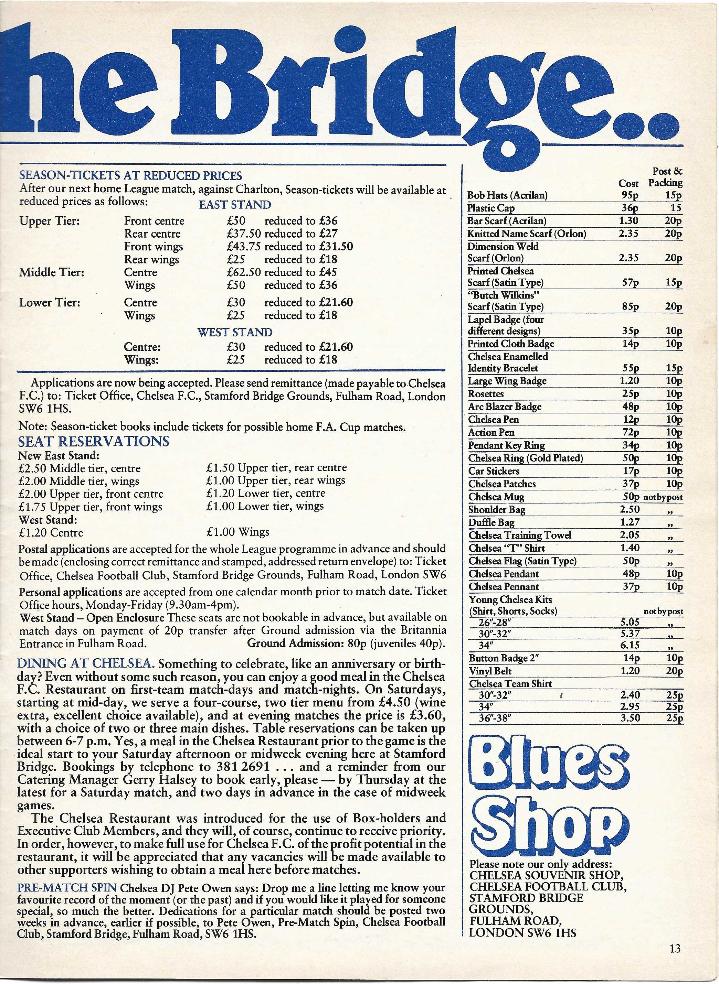 he Bridge..
SEASON-TICKETS AT REDUCED PRICES
After our next home League match, against Charlton, Season-tickets will be available at
reduced prices as follows:
EAST STAND
Upper Tier: Front centre £50 reduced to £36
Rear centre £37.50 reduced to £27
Front wings £43.75 reduced to £31.50
Rear wings £25 reduced to £18
Middle Tier: Centre £62.50 reduced to £45
Wings £50 reduced to £36
Lower Tier: Centre £30 reduced to £21.60
Wings £25 reduced to £18
WEST STAND
Centre: £30 reduced to £21.60
Wings: £25 reduced to £18
Applications are now being accepted. Please send remittance (made payable to Chelsea
F.C.) to: Ticket Office, Chelsea F.C., Stamford Bridge Grounds, Fulham Road, London
SW6 1HS.
Note: Season-ticket books include tickets for possible home F.A. Cup matches.
SEAT RESERVATIONS
New East Stand:
£2.50 Middle tier, centre £1.50 Upper tier, rear centre
£2.00 Middle tier, wings £1.00 Upper tier, rear wings
£2.00 Upper tier, front centre £1.20 Lower tier, centre
£1.75 Upper tier, front wings £1.00 Lower tier, wings
West Stand:
£1.20 Centre £1.00 Wings
Postal applications are accepted for the whole League programme in advance and should
be made (enclosing correct remittance and stamped, addressed return envelope) to: Ticket
Office, Chelsea Football Club, Stamford Bridge Grounds, Fulham Road, London SW6
Personal applications are accepted from one calendar month prior to match date. Ticket
Office hours, Monday-Friday (9.30am-4pm).
West Stand – Open Enclosure These seats are not bookable in advance, but available on
match days on payment of 20p transfer after Ground admission via the Britannia
Entrance in Fulham Road. Ground Admission: 80p (juveniles 40p).
DINING AT CHELSEA. Something to celebrate, like an anniversary or birth-
day? Even without some such reason, you can enjoy a good meal in the Chelsea
F.C. Restaurant on first-team match-days and match-nights. On Saturdays,
starting at mid-day, we serve a four-course, two tier menu from £4.50 (wine
extra, excellent choice available), and at evening matches the price is £3.60,
with a choice of two or three main dishes. Table reservations can be taken up
between 6-7 p.m. Yes, a meal in the Chelsea Restaurant prior to the game is the
ideal start to your Saturday afternoon or midweek evening here at Stamford
Bridge. Bookings by telephone to 381 2691 . . . and a reminder from our
Catering Manager Gerry Halsey to book early, please — by Thursday at the
latest for a Saturday match, and two days in advance in the case of midweek
games.
The Chelsea Restaurant was introduced for the use of Box-holders and
Executive Club Members, and they will, of course, continue to receive priority.
In order, however, to make full use for Chelsea F.C. of the profit potential in the
restaurant, it will be appreciated that any vacancies will be made available to
other supporters wishing to obtain a meal here before matches.
PRE-MATCH SPIN Chelsea DJ Pete Owen says: Drop me a line letting me know your
favourite record of the moment (or the past) and if you would like it played for someone
special, so much the better. Dedications for a particular match should be posted two
weeks in advance, earlier if possible, to Pete Owen, Pre-Match Spin, Chelsea Football
Club, Stamford Bridge, Fulham Road, SW6 1HS.
Post &
Cost Packing
Bob Hats (Acrilan) 95p 15p
Plastic Cap 36p 15
Bar Scarf (Acrilan) 1.30 20p
Knitted Name Scarf (Orlon) 2.35 20p
Dimension Weld
Scarf (Orlon) 2.35 20p
Printed Chelsea
Scarf (Satin Type) 57p 15p
"Butch Wilkins"
Scarf (Satin Type) 85p 20p
Lapel Badge (four
different designs) 35p 10p
Printed Cloth Badge 14p 10p
Chelsea Enamelled
Identity Bracelet 55p 15p
Large Wing Badge 1.20 10p
Rosettes 25p 10p
Arc Blazer Badge 48p 10p
Chelsea Pen 12p 10p
Action Pen 72p 10p
Pendant Key Ring 34p 10p
Chelsea Ring (Gold Plated) 50p 10p
Car Stickers 17p 10p
Chelsea Patches 37p 10p
Chelsea Mug 50p not by post
Shoulder Bag 2.50 ,,
Duffle Bag 1.27 ,,
Chelsea Training Towel 2.05 ,,
Chelsea "T" Shirt 1.40 ,,
Chelsea Flag (Satin Type) 50p ,,
Chelsea Pendant 48p 10p
Chelsea Pennant 37p 10p
Young Chelsea Kits
(Shirt, Shorts, Socks) not by post
26"-28" 5.05 ,,
30"-32" 5.37 ,,
34" 6.15 ,,
Button Badge 2" 14p 10p
Vinyl Belt 1.20 20p
Chelsea Team Shirt
30"-32" 2.40 25p
34" 2.95 25p
36"-38" 3.50 25p
Blues
Shop
Please note our only address:
CHELSEA SOUVENIR SHOP,
CHELSEA FOOTBALL CLUB,
STAMFORD BRIDGE
GROUNDS,
FULHAM ROAD,
LONDON SW6 1HS
13